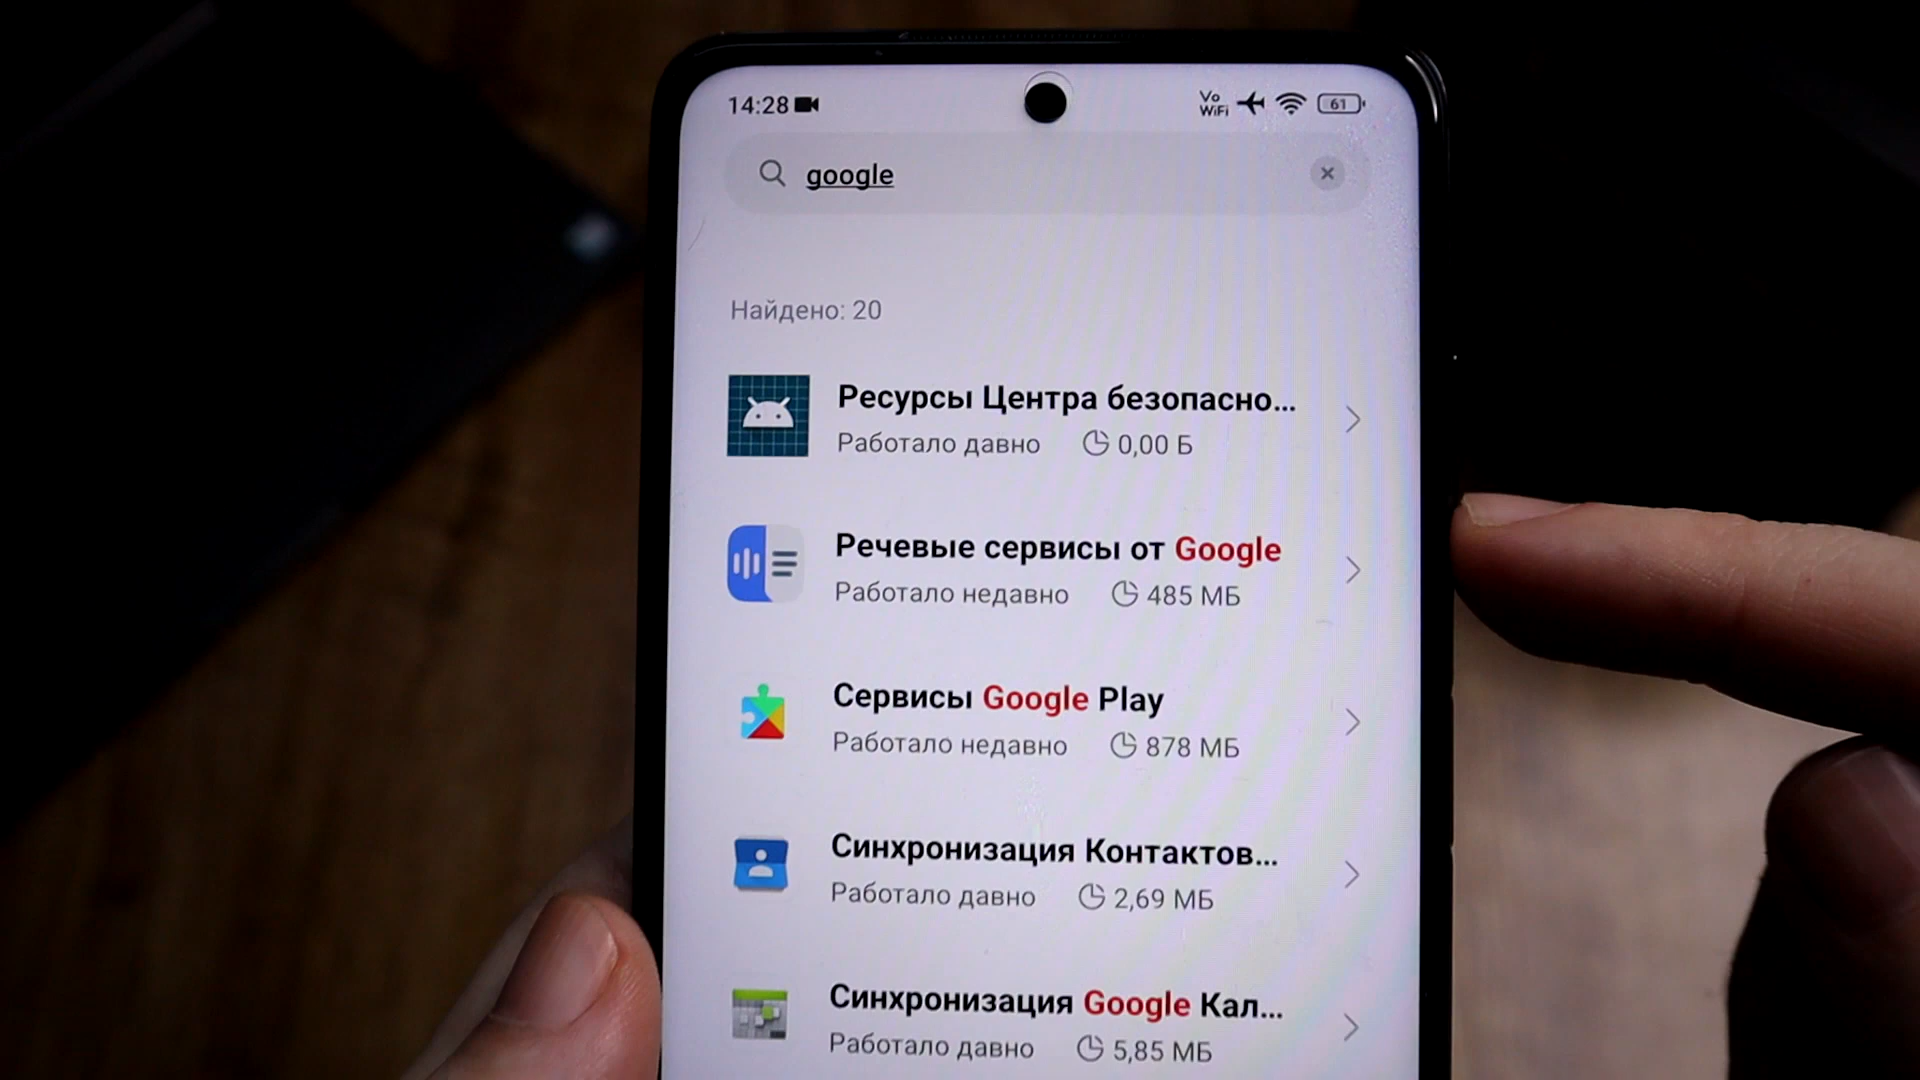 14:28 Vo WiFi 61
google
Найдено: 20
Ресурсы Центра безопасно...
Работало давно 0,00 Б
Речевые сервисы от Google
Работало недавно 485 МБ
Сервисы Google Play
Работало недавно 878 МБ
Синхронизация Контактов...
Работало давно 2,69 МБ
Синхронизация Google Кал...
Работало давно 5,85 МБ